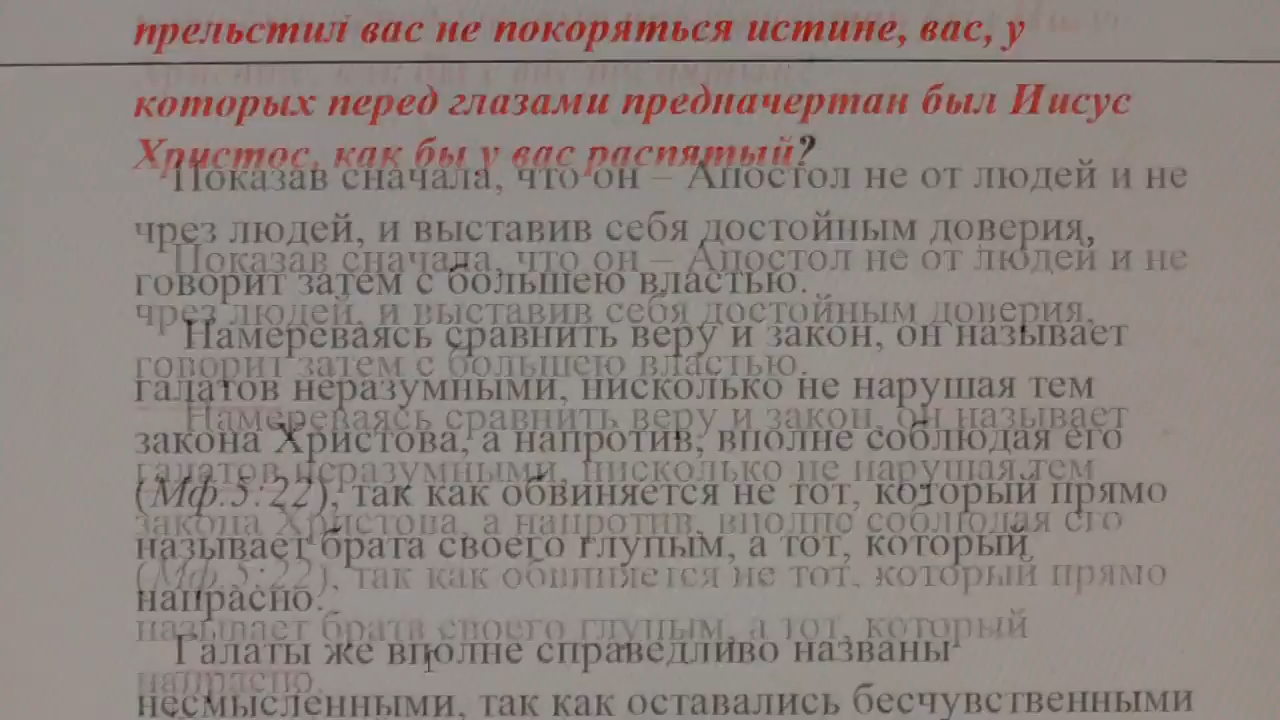 прельстил вас не покоряться истине, вас, у
которых перед глазами предначертан был Иисус
Христос, как бы у вас распятый?
Показав сначала, что он – Апостол не от людей и не
чрез людей, и выставив себя достойным доверия,
говорит затем с большею властью.
Намереваясь сравнить веру и закон, он называет
галатов неразумными, нисколько не нарушая тем
закона Христова, а напротив, вполне соблюдая его
(Мф.5:22), так как обвиняется не тот, который прямо
называет брата своего глупым, а тот, который
напрасно.
Галаты же вполне справедливо названы
несмысленными, так как оставались бесчувственными